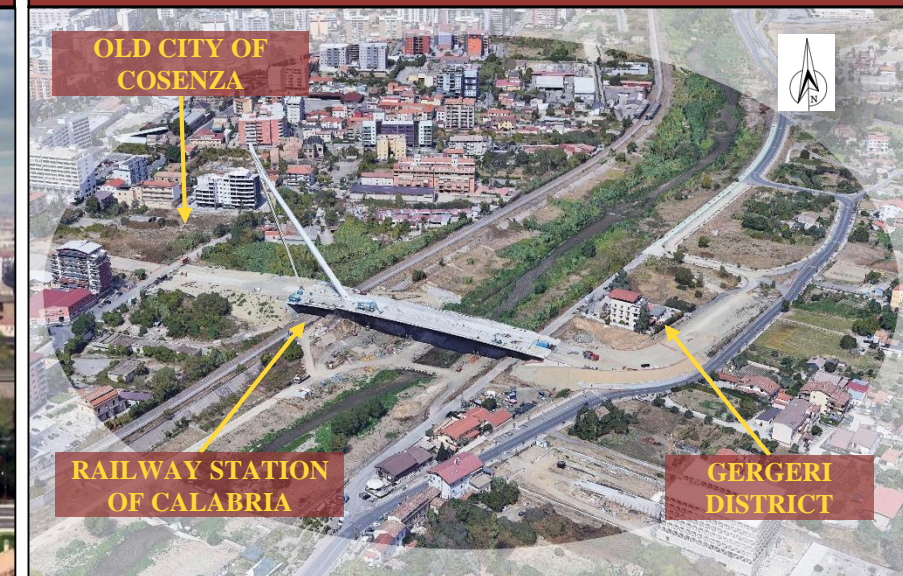 OLD CITY OF
COSENZA
N
RAILWAY STATION
OF CALABRIA
GERGERI
DISTRICT